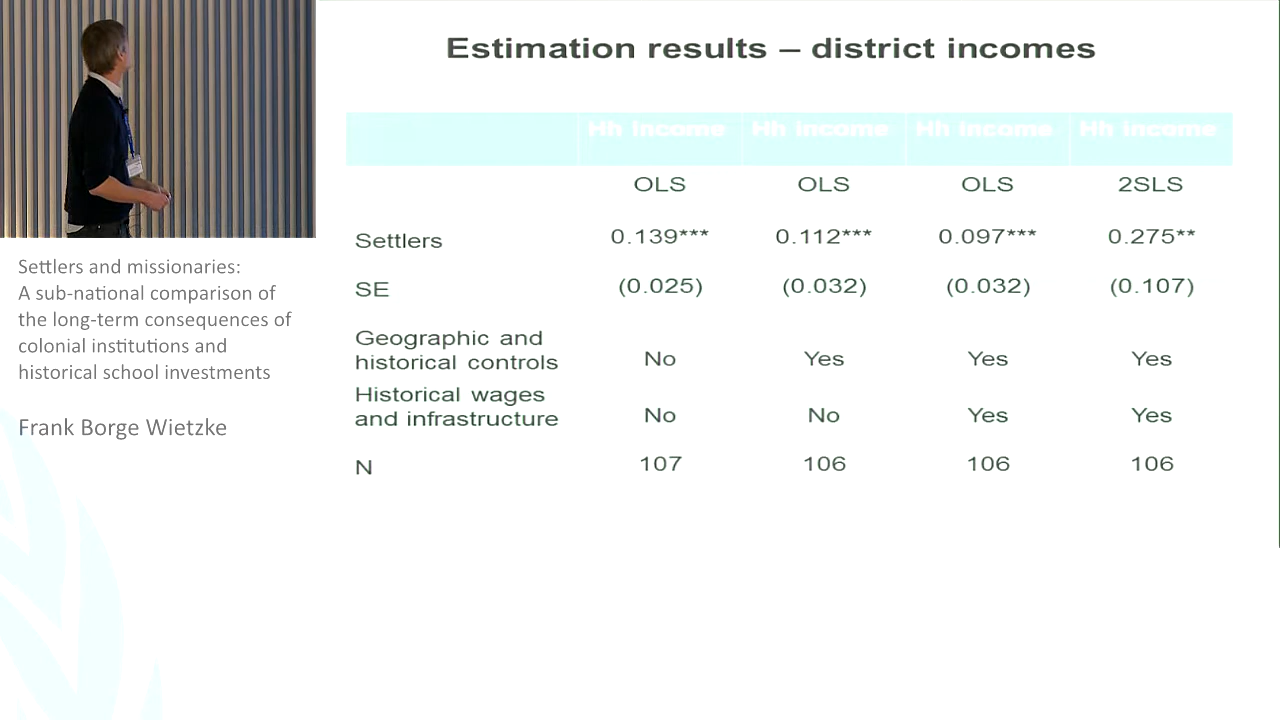 Estimation results – district incomes
Hh income Hh income Hh income Hh income
OLS OLS OLS 2SLS
Settlers 0.139*** 0.112*** 0.097*** 0.275**
SE (0.025) (0.032) (0.032) (0.107)
Geographic and
historical controls No Yes Yes Yes
Historical wages
and infrastructure No No Yes Yes
N 107 106 106 106
Settlers and missionaries:
A sub-national comparison of
the long-term consequences of
colonial institutions and
historical school investments
Frank Borge Wietzke